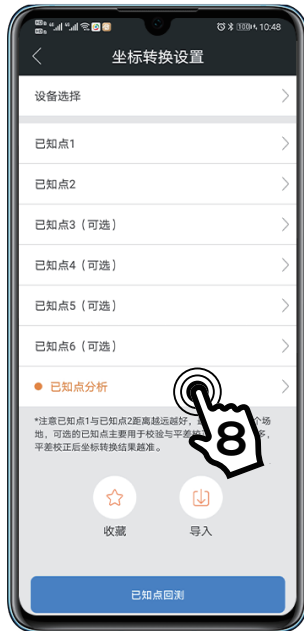 10:48
坐标转换设置
设备选择
已知点1
已知点2
已知点3（可选）
已知点4（可选）
已知点5（可选）
已知点6（可选）
已知点分析
*注意已知点1与已知点2距离越远越好，个场
地，可选的已知点主要用于校验与平差校多，
平差校正后坐标转换结果越准。
8
收藏
导入
已知点回测